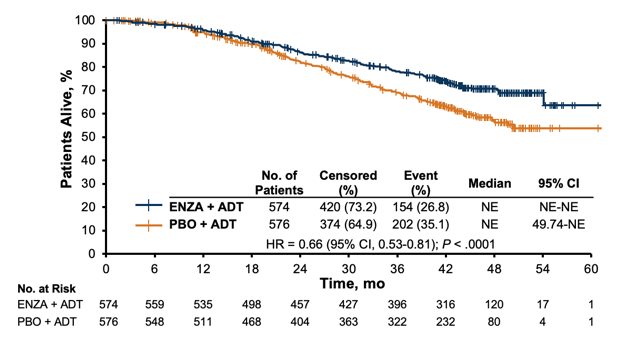 100
90
80
70
60
50
40
30
20
10
0
Patients Alive, %
No. of Patients Censored (%) Event (%) Median 95% CI
ENZA + ADT 574 420 (73.2) 154 (26.8) NE NE-NE
PBO + ADT 576 374 (64.9) 202 (35.1) NE 49.74-NE
HR = 0.66 (95% CI, 0.53-0.81); P < .0001
0 6 12 18 24 30 36 42 48 54 60
Time, mo
No. at Risk
ENZA + ADT 574 559 535 498 457 427 396 316 120 17 1
PBO + ADT 576 548 511 468 404 363 322 232 80 4 1